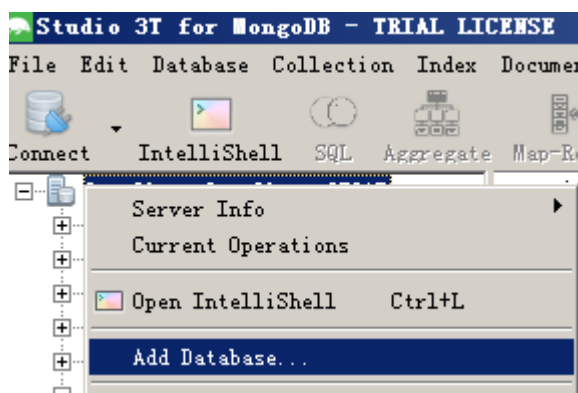 Studio 3T for MongoDB - TRIAL LICENSE
File Edit Database Collection Index
Connect IntelliShell SQL Aggregate
Server Info
Current Operations
Open IntelliShell Ctrl+L
Add Database...